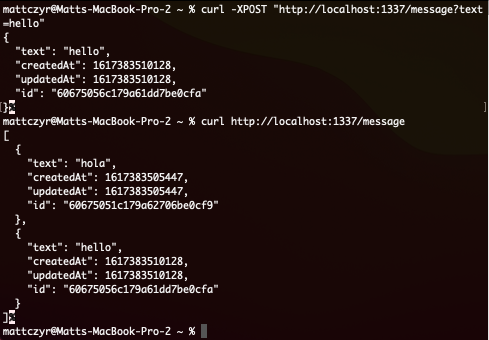 mattczyr@Matts-MacBook-Pro-2 ~ % curl -XPOST "http://localhost:1337/message?text
=hello"
{
  "text": "hello",
  "createdAt": 1617383510128,
  "updatedAt": 1617383510128,
  "id": "60675056c179a61dd7be0cfa"
}%
mattczyr@Matts-MacBook-Pro-2 ~ % curl http://localhost:1337/message
[
  {
    "text": "hola",
    "createdAt": 1617383505447,
    "updatedAt": 1617383505447,
    "id": "60675051c179a62706be0cf9"
  },
  {
    "text": "hello",
    "createdAt": 1617383510128,
    "updatedAt": 1617383510128,
    "id": "60675056c179a61dd7be0cfa"
  }
]%
mattczyr@Matts-MacBook-Pro-2 ~ %